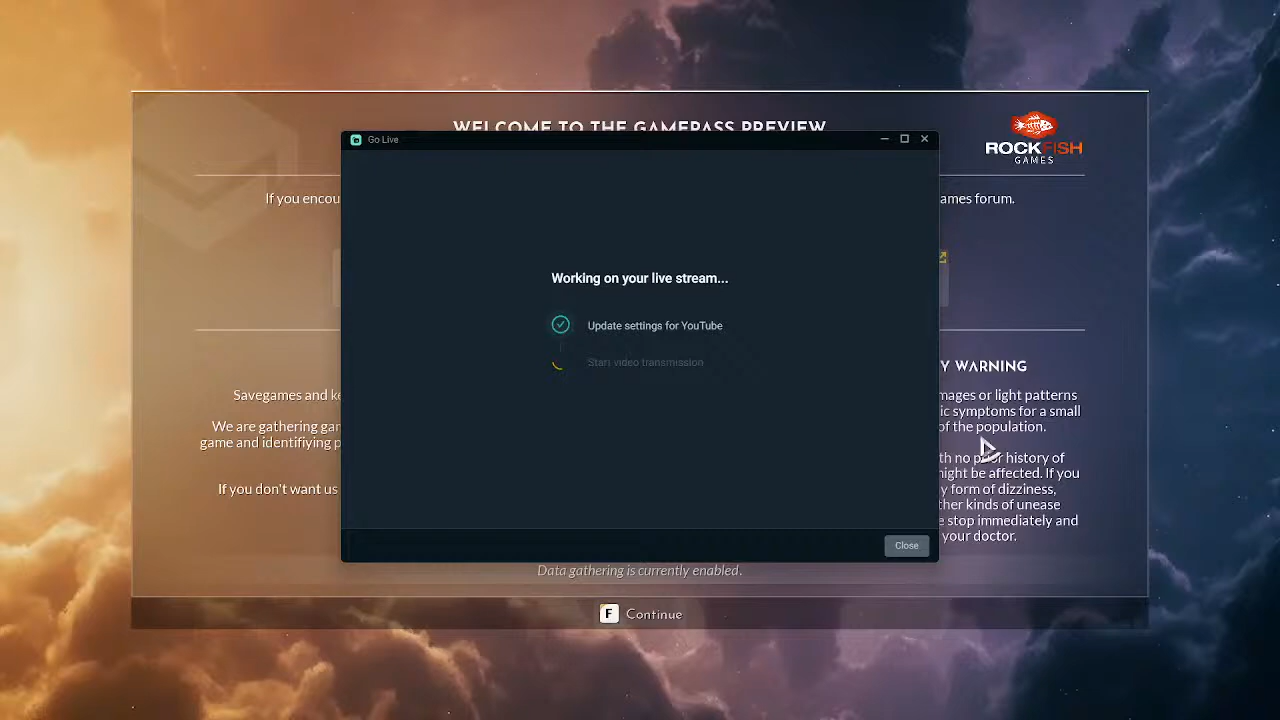 WELCOME TO THE GAMEPASS PREVIEW
ROCKFISH
GAMES
Go Live
If you encou
ames forum.
Working on your live stream...
Update settings for YouTube
Start video transmission
Y WARNING
Savegames and ke
We are gathering gam
game and identifiying p
If you don't want us
mages or light patterns
ic symptoms for a small
of the population.
th no prior history of
might be affected. If you
y form of dizziness,
ther kinds of unease
e stop immediately and
your doctor.
Close
Data gathering is currently enabled.
F Continue